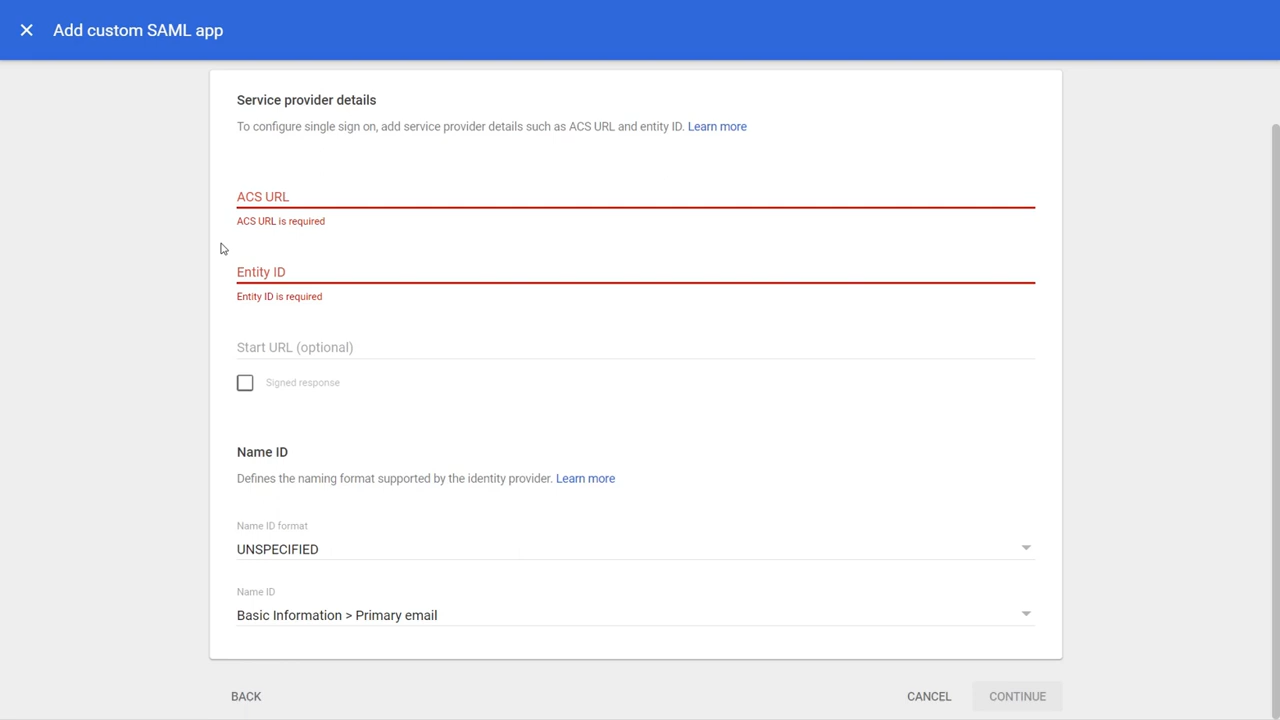 Add custom SAML app
Service provider details
To configure single sign on, add service provider details such as ACS URL and entity ID. Learn more
ACS URL
ACS URL is required
Entity ID
Entity ID is required
Start URL (optional)
Signed response
Name ID
Defines the naming format supported by the identity provider. Learn more
Name ID format
UNSPECIFIED
Name ID
Basic Information > Primary email
BACK
CANCEL
CONTINUE